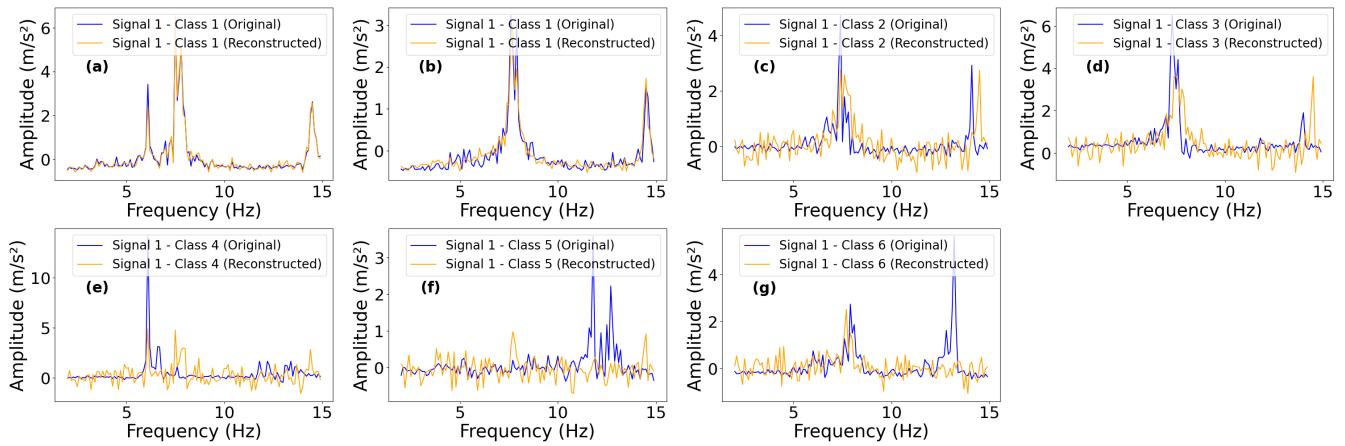 Amplitude (m/s²)
6
4
2
0
Signal 1 - Class 1 (Original)
Signal 1 - Class 1 (Reconstructed)
(a)
5 10 15
Frequency (Hz)
Amplitude (m/s²)
3
2
1
0
Signal 1 - Class 1 (Original)
Signal 1 - Class 1 (Reconstructed)
(b)
5 10 15
Frequency (Hz)
Amplitude (m/s²)
4
2
0
Signal 1 - Class 2 (Original)
Signal 1 - Class 2 (Reconstructed)
(c)
5 10 15
Frequency (Hz)
Amplitude (m/s²)
6
4
2
0
Signal 1 - Class 3 (Original)
Signal 1 - Class 3 (Reconstructed)
(d)
5 10 15
Frequency (Hz)
Amplitude (m/s²)
10
5
0
Signal 1 - Class 4 (Original)
Signal 1 - Class 4 (Reconstructed)
(e)
5 10 15
Frequency (Hz)
Amplitude (m/s²)
3
2
1
0
Signal 1 - Class 5 (Original)
Signal 1 - Class 5 (Reconstructed)
(f)
5 10 15
Frequency (Hz)
Amplitude (m/s²)
4
2
0
Signal 1 - Class 6 (Original)
Signal 1 - Class 6 (Reconstructed)
(g)
5 10 15
Frequency (Hz)